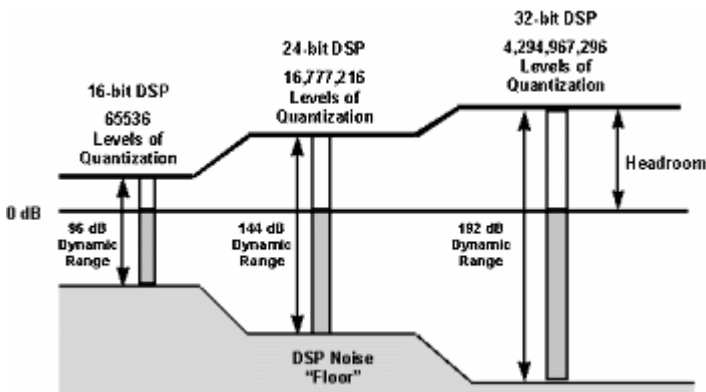 16-bit DSP
65536
Levels of
Quantization
24-bit DSP
16,777,216
Levels of
Quantization
32-bit DSP
4,294,967,296
Levels of
Quantization
Headroom
0 dB
96 dB
Dynamic
Range
144 dB
Dynamic
Range
192 dB
Dynamic
Range
DSP Noise
"Floor"